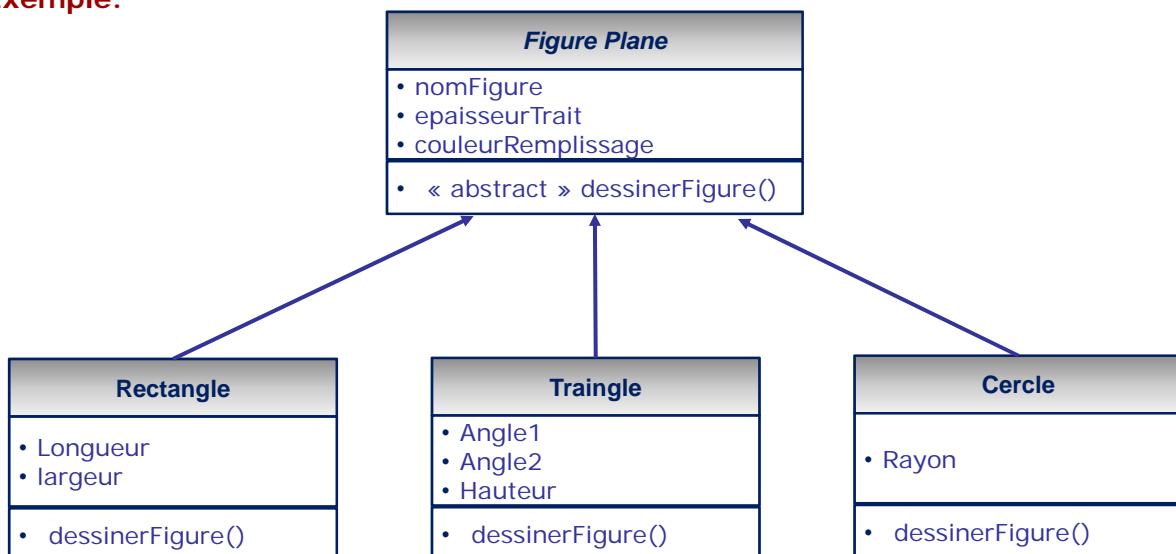 Exemple:
Figure Plane
• nomFigure
• epaisseurTrait
• couleurRemplissage
• « abstract » dessinerFigure()
Rectangle
• Longueur
• largeur
• dessinerFigure()
Traingle
• Angle1
• Angle2
• Hauteur
• dessinerFigure()
Cercle
• Rayon
• dessinerFigure()